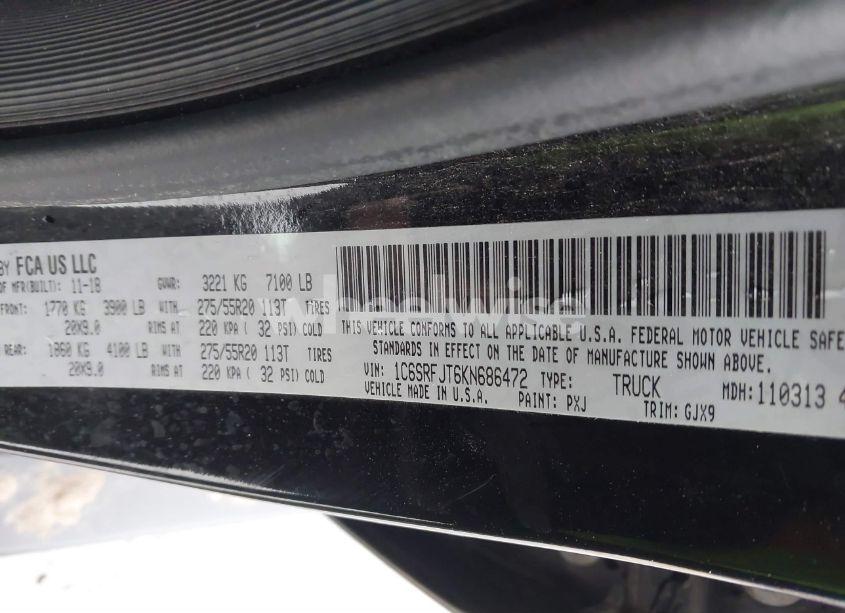 BY FCA US LLC
OF MFR(BUILT): 11-18 GVWR: 3221 KG 7100 LB
FRONT: 1770 KG 3900 LB WITH 275/55R20 113T TIRES
20X9.0 RIMS AT 220 KPA ( 32 PSI) COLD
REAR: 1860 KG 4100 LB WITH 275/55R20 113T TIRES
20X9.0 RIMS AT 220 KPA ( 32 PSI) COLD
THIS VEHICLE CONFORMS TO ALL APPLICABLE U.S.A. FEDERAL MOTOR VEHICLE SAFE
STANDARDS IN EFFECT ON THE DATE OF MANUFACTURE SHOWN ABOVE.
VIN: 1C6SRFJT6KN686472 TYPE: TRUCK MDH:110313 4
VEHICLE MADE IN U.S.A. PAINT: PXJ TRIM: GJX9
wheelwise